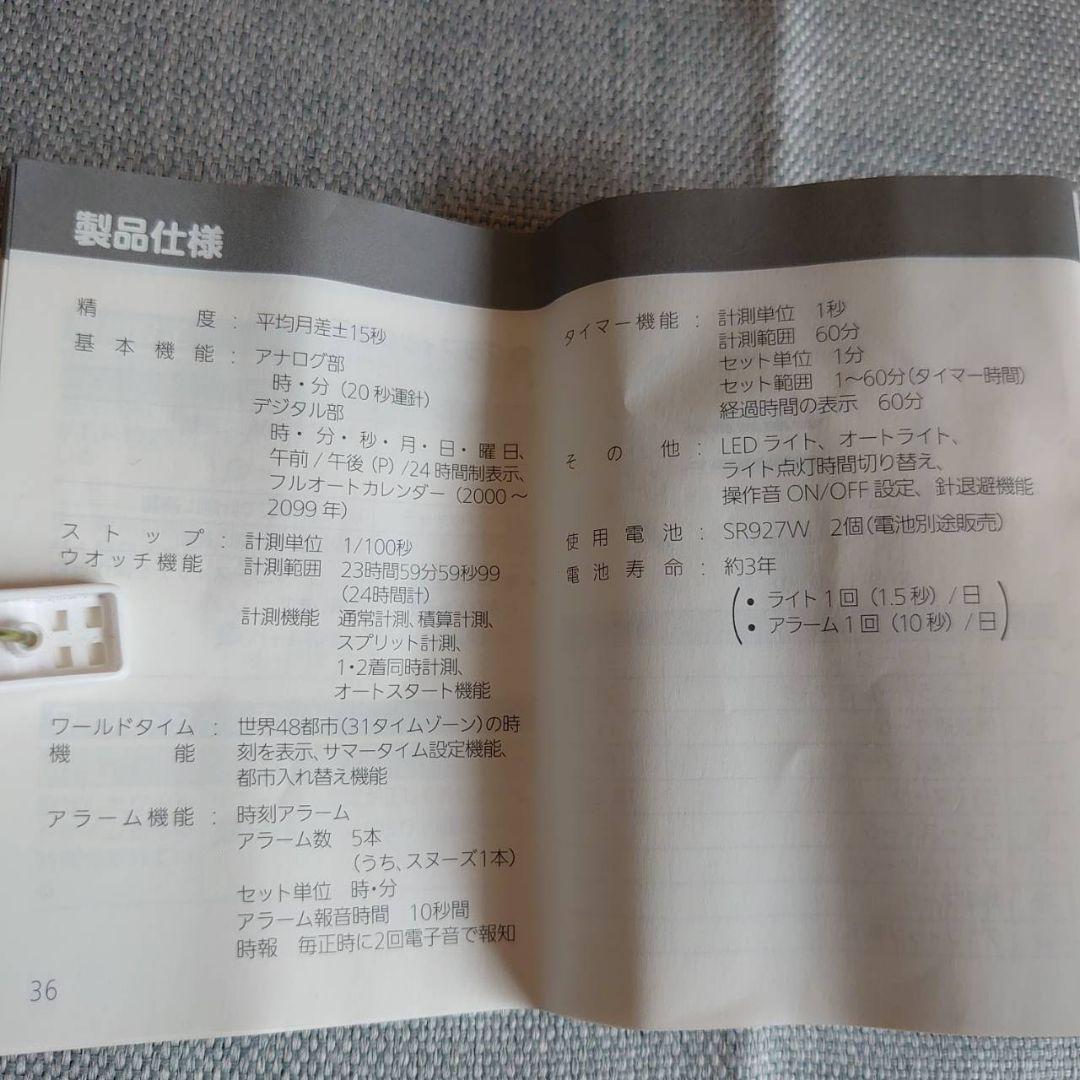 製品仕様
精度 : 平均月差±15秒
基本機能 : アナログ部
時・分（20秒運針）
デジタル部
時・分・秒・月・日・曜日、
午前/午後（P）/24時間制表示、
フルオートカレンダー（2000～
2099年）
ストップ : 計測単位 1/100秒
ウオッチ機能 計測範囲 23時間59分59秒99
（24時間計）
計測機能 通常計測、積算計測、
スプリット計測、
1・2着同時計測、
オートスタート機能
ワールドタイム : 世界48都市（31タイムゾーン）の時
機能 刻を表示、サマータイム設定機能、
都市入れ替え機能
アラーム機能 : 時刻アラーム
アラーム数 5本
（うち、スヌーズ1本）
セット単位 時・分
アラーム報音時間 10秒間
時報 毎正時に2回電子音で報知
36
タイマー機能 : 計測単位 1秒
計測範囲 60分
セット単位 1分
セット範囲 1～60分（タイマー時間）
経過時間の表示 60分
その他 : LEDライト、オートライト、
ライト点灯時間切り替え、
操作音ON/OFF設定、針退避機能
使用電池 : SR927W 2個（電池別途販売）
電池寿命 : 約3年
（• ライト1回（1.5秒）/日
• アラーム1回（10秒）/日）